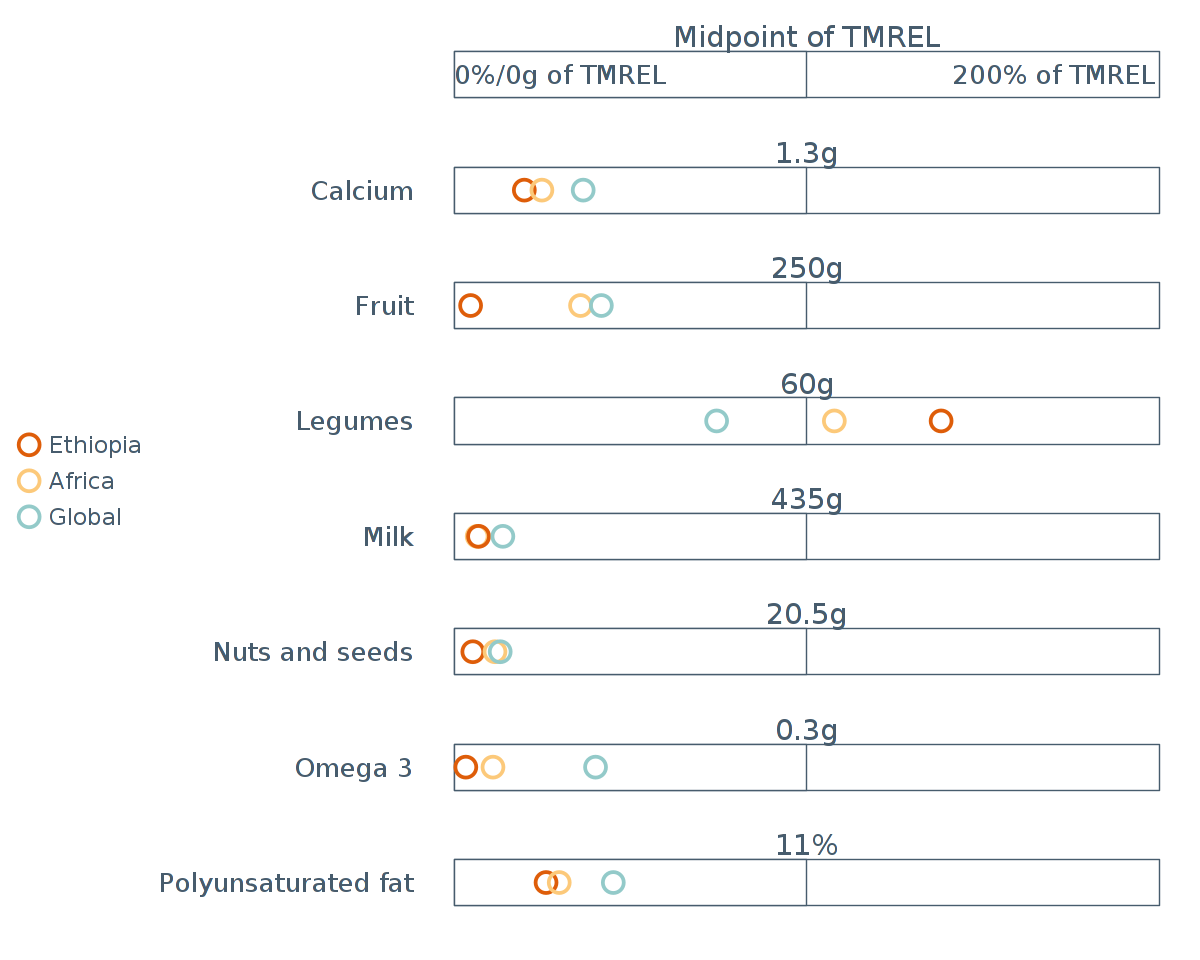 Midpoint of TMREL
0%/0g of TMREL
200% of TMREL
1.3g
Calcium
250g
Fruit
60g
Legumes
Ethiopia
Africa
Global
435g
Milk
20.5g
Nuts and seeds
0.3g
Omega 3
11%
Polyunsaturated fat